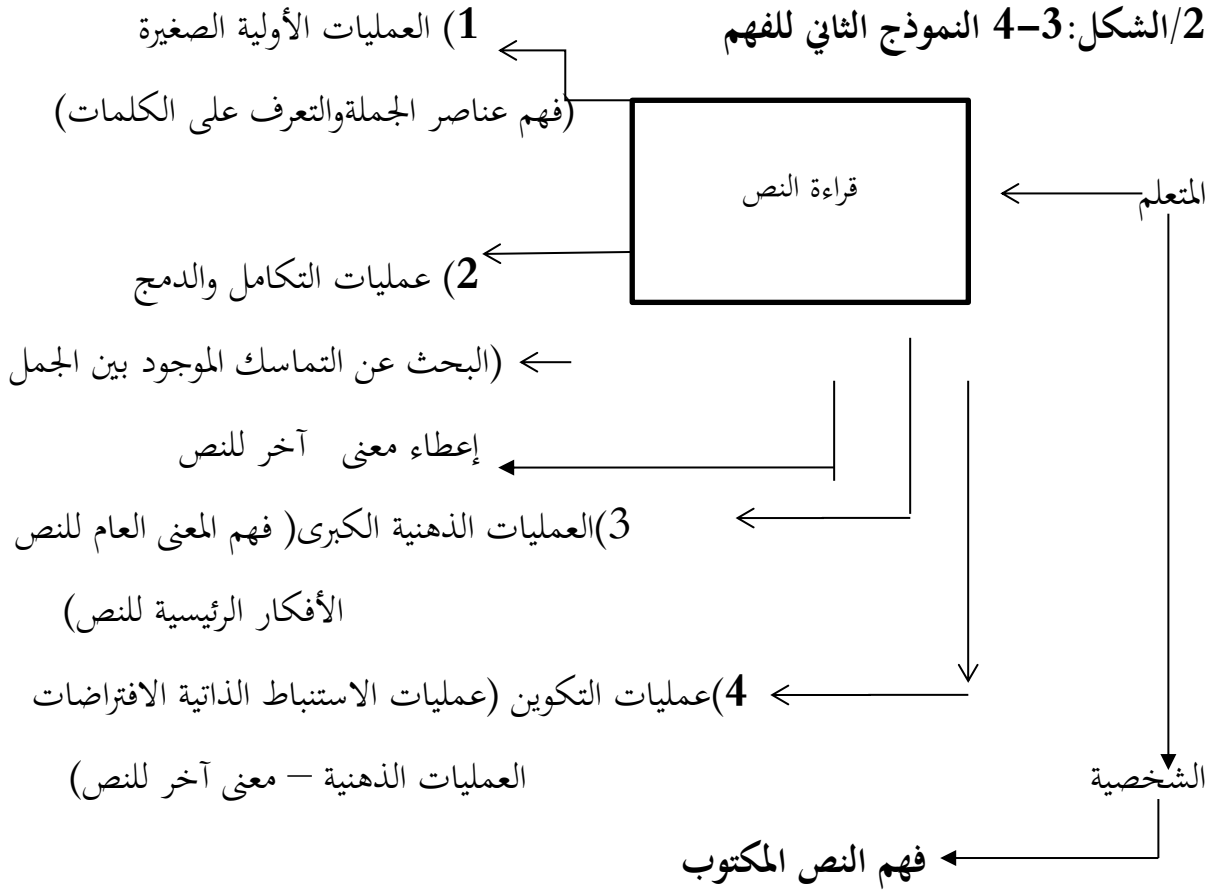 2/الشكل:3–4 النموذج الثاني للفهم
1) العمليات الأولية الصغيرة
(فهم عناصر الجملةوالتعرف على الكلمات)
قراءة النص
المتعلم
2) عمليات التكامل والدمج
(البحث عن التماسك الموجود بين الجمل
إعطاء معنى آخر للنص
3)العمليات الذهنية الكبرى( فهم المعنى العام للنص
الأفكار الرئيسية للنص)
4)عمليات التكوين (عمليات الاستنباط الذاتية الافتراضات
الشخصية
العمليات الذهنية – معنى آخر للنص)
فهم النص المكتوب